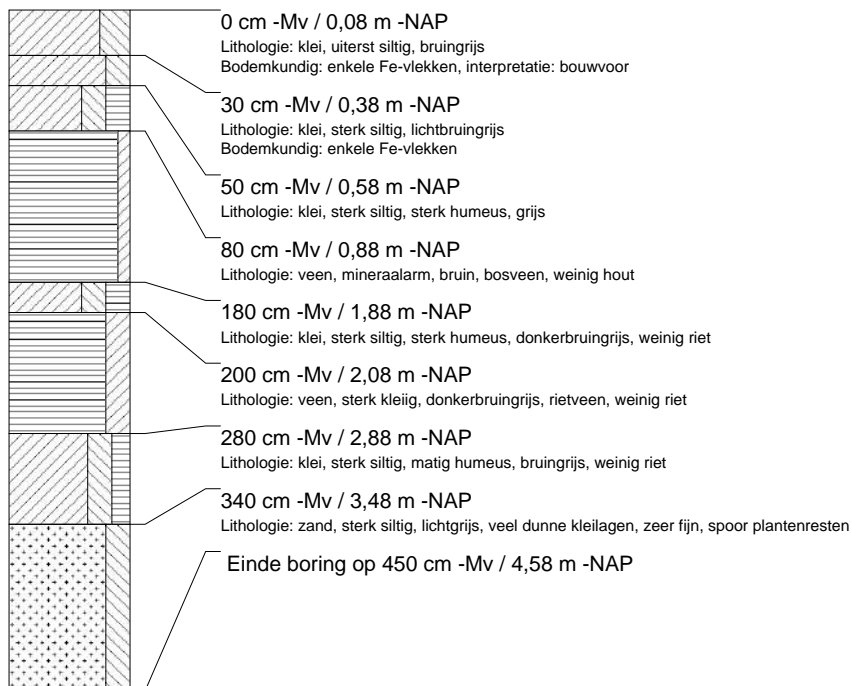 0 cm -Mv / 0,08 m -NAP
Lithologie: klei, uiterst siltig, bruingrijs
Bodemkundig: enkele Fe-vlekken, interpretatie: bouwvoor
30 cm -Mv / 0,38 m -NAP
Lithologie: klei, sterk siltig, lichtbruingrijs
Bodemkundig: enkele Fe-vlekken
50 cm -Mv / 0,58 m -NAP
Lithologie: klei, sterk siltig, sterk humeus, grijs
80 cm -Mv / 0,88 m -NAP
Lithologie: veen, mineraalarm, bruin, bosveen, weinig hout
180 cm -Mv / 1,88 m -NAP
Lithologie: klei, sterk siltig, sterk humeus, donkerbruingrijs, weinig riet
200 cm -Mv / 2,08 m -NAP
Lithologie: veen, sterk kleiig, donkerbruingrijs, rietveen, weinig riet
280 cm -Mv / 2,88 m -NAP
Lithologie: klei, sterk siltig, matig humeus, bruingrijs, weinig riet
340 cm -Mv / 3,48 m -NAP
Lithologie: zand, sterk siltig, lichtgrijs, veel dunne kleilagen, zeer fijn, spoor plantenresten
Einde boring op 450 cm -Mv / 4,58 m -NAP